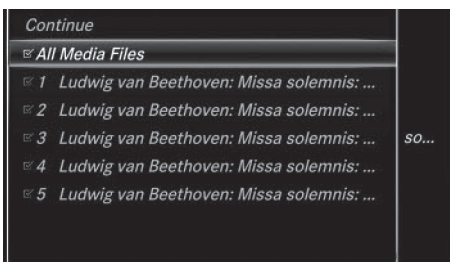 Continue
All Media Files
1 Ludwig van Beethoven: Missa solemnis: ...
2 Ludwig van Beethoven: Missa solemnis: ...
3 Ludwig van Beethoven: Missa solemnis: ...
so...
4 Ludwig van Beethoven: Missa solemnis: ...
5 Ludwig van Beethoven: Missa solemnis: ...